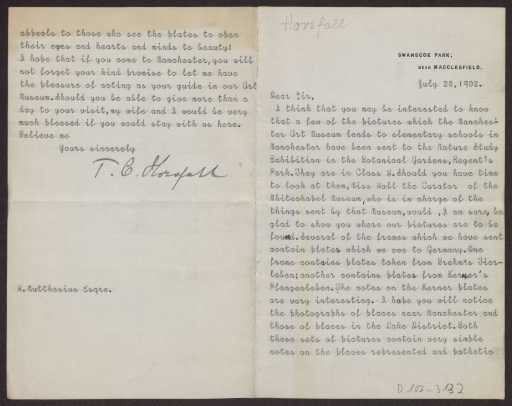 Horsfall
SWANSCOE PARK,
NEAR MACCLESFIELD.
July 28, 1902.
Dear Sir,
I think that you may be interested to know
that a few of the pictures which the Manches-
ter Art Museum lends to elementary schools in
Manchester have been sent to the Nature Study
Exhibition in the Botanical Gardens, Regent's
Park. They are in Class H. Should you have time
to look at them, Miss Hall the Curator of the
Whitechapel Museum, who is in charge of the
things sent by that Museum, would, I am sure, be
glad to show you where our pictures are to be
found. Several of the frames which we have sent
contain plates which we owe to Germany. One
frame contains plates taken from Brehm's Tier-
leben; another contains plates from Kerner's
Pflanzenleben. The notes on the Kerner plates
are very interesting. I hope you will notice
the photographs of places near Manchester and
those of places in the Lake District. Both
these sets of pictures contain very simple
notes on the places represented and pathetic
appeals to those who see the plates to open
their eyes and hearts and minds to beauty!
I hope that if you come to Manchester, you will
not forget your kind promise to let me have
the pleasure of acting as your guide in our Art
Museum. Should you be able to give more than a
day to your visit, my wife and I would be very
much pleased if you would stay with us here.
Believe me
Yours sincerely
T. C. Horsfall
H. Muthesius Esqre.